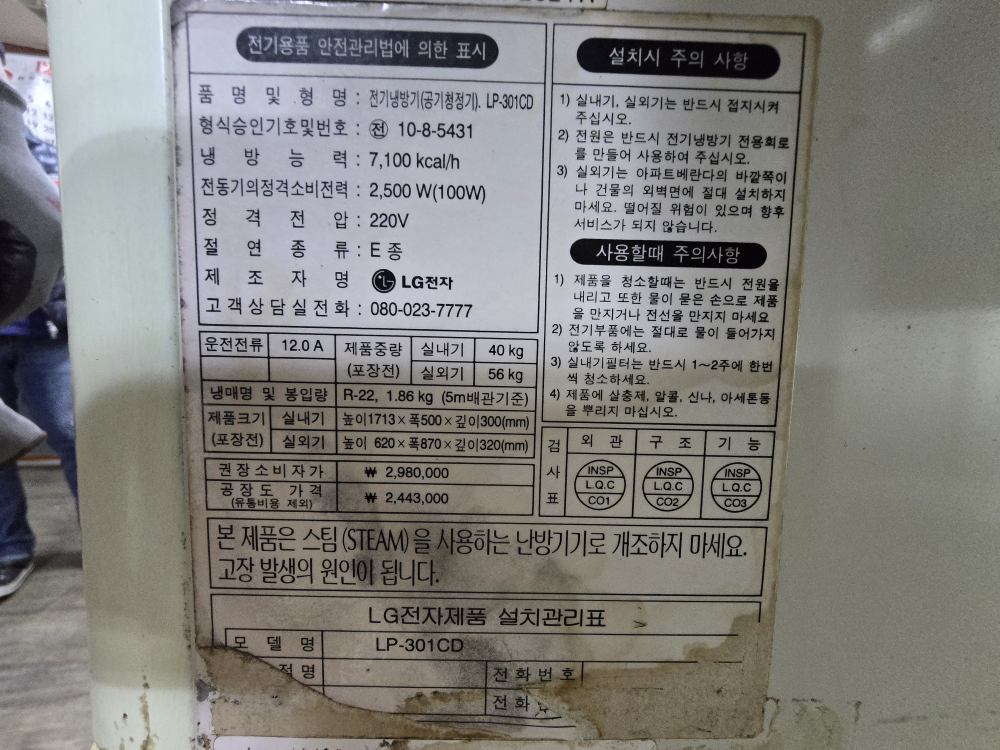 전기용품 안전관리법에 의한 표시
품 명 및 형 명 : 전기냉방기(공기청정기). LP-301CD
형식승인기호및번호 : 전 10-8-5431
냉 방 능 력 : 7,100 kcal/h
전동기의정격소비전력 : 2,500 W(100W)
정 격 전 압 : 220V
절 연 종 류 : E 종
제 조 자 명 LG전자
고객상담실전화 : 080-023-7777
운전전류 12.0 A 제품중량 (포장전) 실내기 40 kg
실외기 56 kg
냉매명 및 봉입량 R-22, 1.86 kg (5m배관기준)
제품크기 (포장전) 실내기 높이1713×폭500×깊이300(mm)
실외기 높이 620×폭870×깊이320(mm)
권장소비자가 ₩ 2,980,000
공장도 가격 (유통비용 제외) ₩ 2,443,000
설치시 주의 사항
1) 실내기, 실외기는 반드시 접지시켜
주십시오.
2) 전원은 반드시 전기냉방기 전용회로
를 만들어 사용하여 주십시오.
3) 실외기는 아파트베란다의 바깥쪽이
나 건물의 외벽면에 절대 설치하지
마세요. 떨어질 위험이 있으며 향후
서비스가 되지 않습니다.
사용할때 주의사항
1) 제품을 청소할때는 반드시 전원을
내리고 또한 물이 묻은 손으로 제품
을 만지거나 전선을 만지지 마세요
2) 전기부품에는 절대로 물이 들어가지
않도록 하세요.
3) 실내기필터는 반드시 1~2주에 한번
씩 청소하세요.
4) 제품에 살충제, 알콜, 신나, 아세톤등
을 뿌리지 마십시오.
검사표 외 관 구 조 기 능
INSP INSP INSP
L.Q.C L.Q.C L.Q.C
CO1 CO2 CO3
본 제품은 스팀(STEAM)을 사용하는 난방기기로 개조하지 마세요.
고장 발생의 원인이 됩니다.
LG전자제품 설치관리표
모 델 명 LP-301CD
점명 전화번호
전화